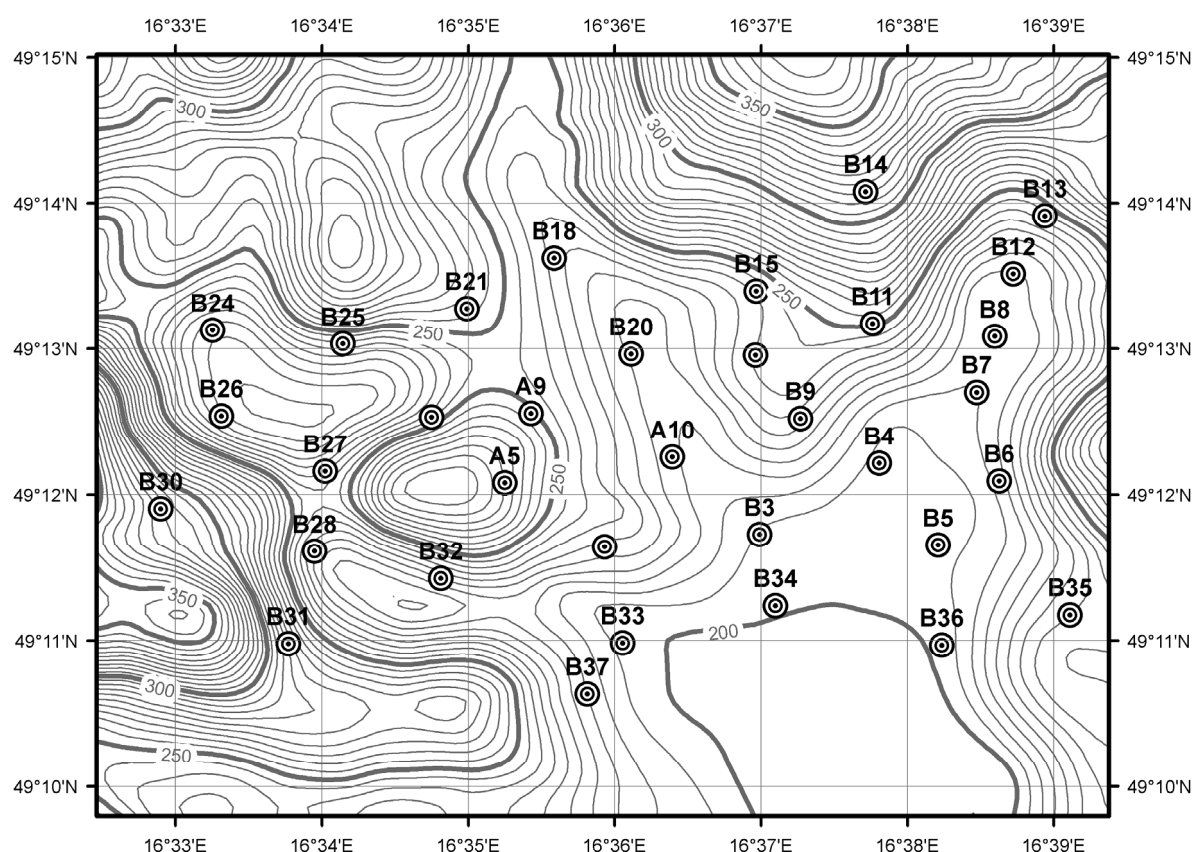 16°33'E 16°34'E 16°35'E 16°36'E 16°37'E 16°38'E 16°39'E
49°15'N 49°15'N
300 350
300
B14
49°14'N B13 49°14'N
B18 B12
B15
B21 250 B11
B24 B25 250 B20 B8
49°13'N 49°13'N
B7
B26 A9 B9
A10 B4
B27 A5 250 B6
49°12'N B30 49°12'N
B28 B3 B5
B32
350 B34 B35
B31 B33 200 B36
49°11'N 49°11'N
300 B37
250
49°10'N 49°10'N
16°33'E 16°34'E 16°35'E 16°36'E 16°37'E 16°38'E 16°39'E